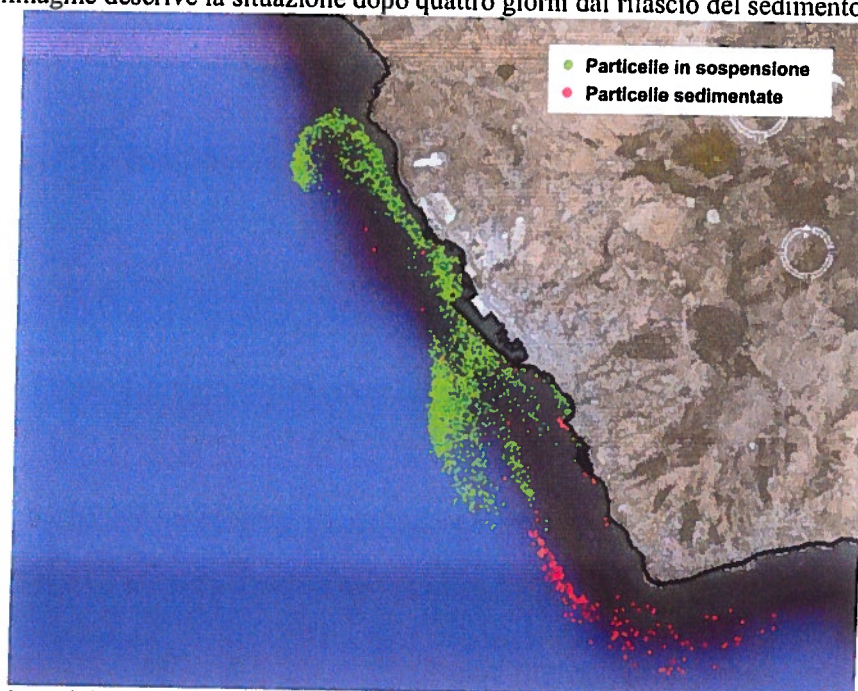 immagine descrive la situazione dopo quattro giorni dal rilascio del sedimento
Particelle in sospensione
Particelle sedimentate